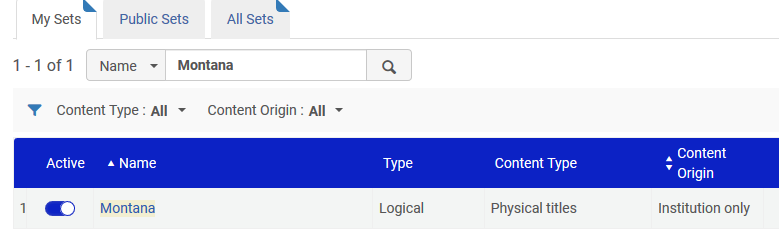 My Sets Public Sets All Sets
1 - 1 of 1 Name Montana
Content Type : All Content Origin : All
Active Name Type Content Type Content Origin
1 Montana Logical Physical titles Institution only